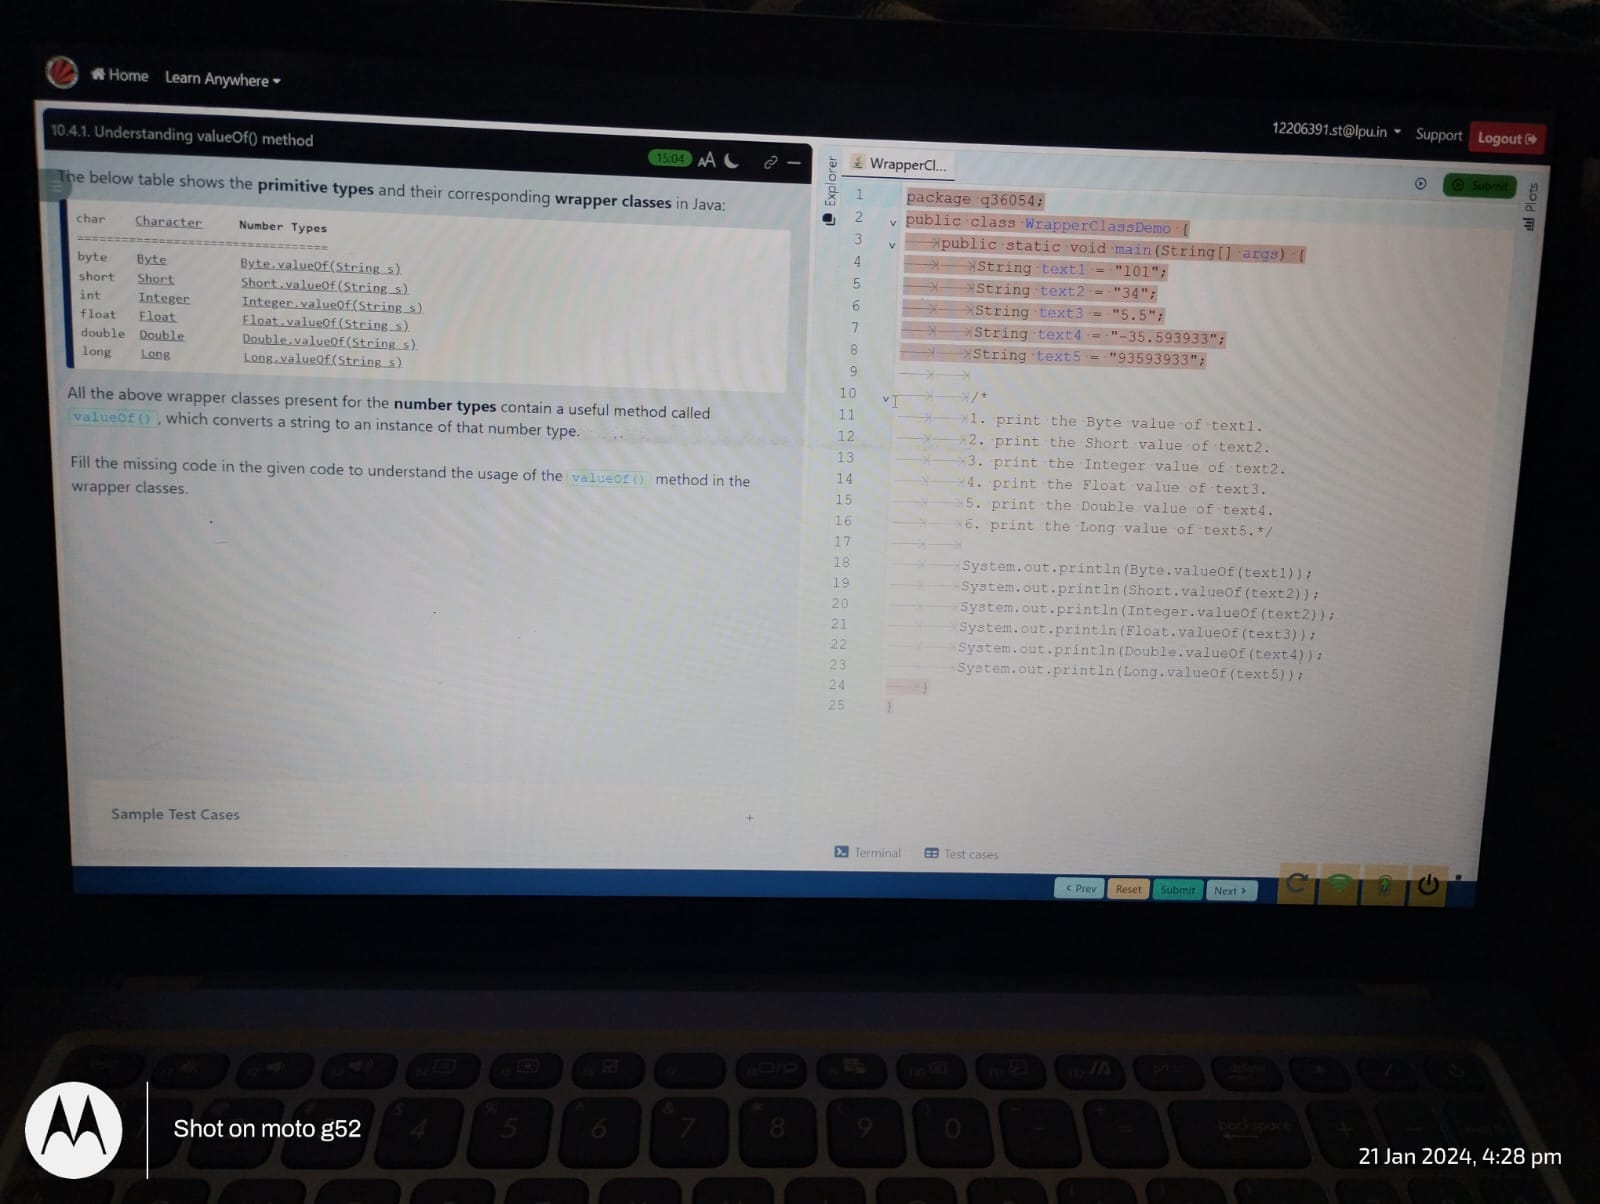 Home Learn Anywhere
12206391.st@lpu.in Support Logout
10.4.1. Understanding valueOf() method
15:04 AA
The below table shows the primitive types and their corresponding wrapper classes in Java:
char Character Number Types
==================================
byte Byte Byte.valueOf(String s)
short Short Short.valueOf(String s)
int Integer Integer.valueOf(String s)
float Float Float.valueOf(String s)
double Double Double.valueOf(String s)
long Long Long.valueOf(String s)
All the above wrapper classes present for the number types contain a useful method called
valueOf() , which converts a string to an instance of that number type.
Fill the missing code in the given code to understand the usage of the valueOf() method in the
wrapper classes.
Sample Test Cases +
Explorer
WrapperCl...
Submit
Plots
1 package q36054;
2 public class WrapperClassDemo {
3 public static void main(String[] args) {
4 String text1 = "101";
5 String text2 = "34";
6 String text3 = "5.5";
7 String text4 = "-35.593933";
8 String text5 = "93593933";
9
10 /*
11 1. print the Byte value of text1.
12 2. print the Short value of text2.
13 3. print the Integer value of text2.
14 4. print the Float value of text3.
15 5. print the Double value of text4.
16 6. print the Long value of text5.*/
17
18 System.out.println(Byte.valueOf(text1));
19 System.out.println(Short.valueOf(text2));
20 System.out.println(Integer.valueOf(text2));
21 System.out.println(Float.valueOf(text3));
22 System.out.println(Double.valueOf(text4));
23 System.out.println(Long.valueOf(text5));
24 }
25 }
Terminal Test cases
< Prev Reset Submit Next >
4 5 6 7 8 9 0 backspace
Shot on moto g52
21 Jan 2024, 4:28 pm